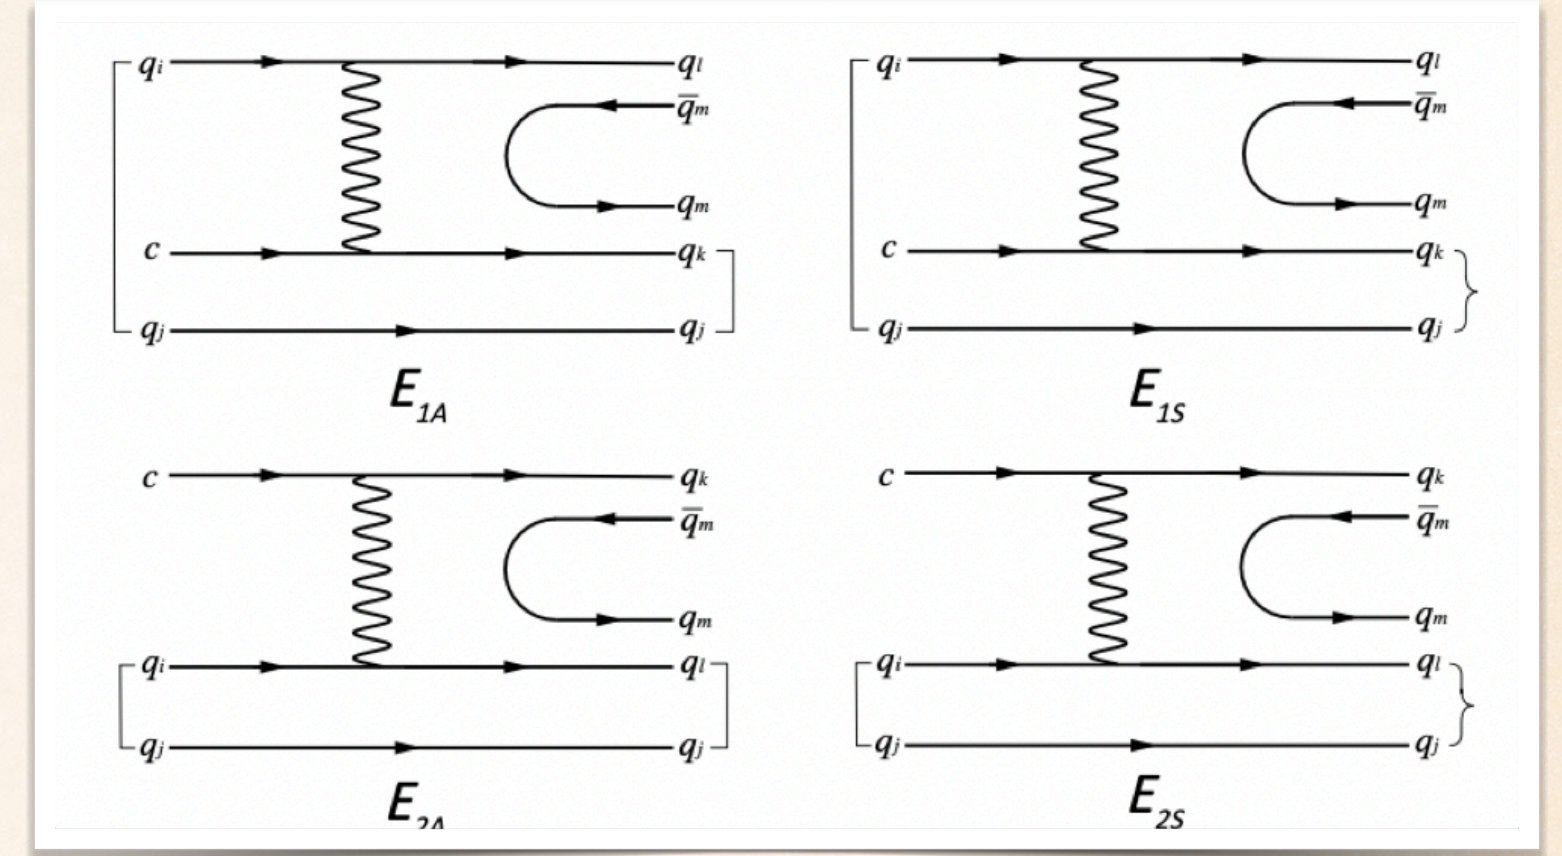 qi ql qi ql
q̅m q̅m
qm qm
c qk c qk
qj qj qj qj
E1A E1S
c qk c qk
q̅m q̅m
qm qm
qi ql qi ql
qj qj qj qj
E2A E2S